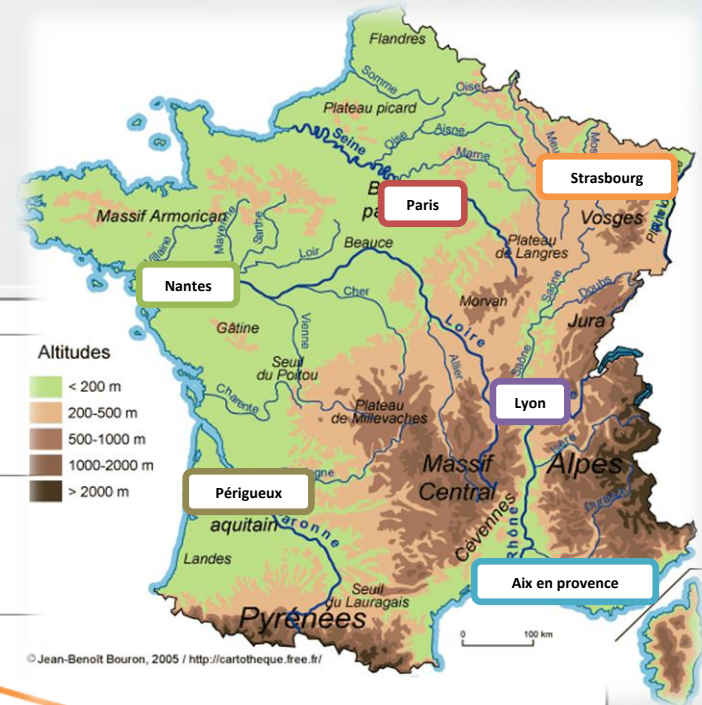 Flandres
Somme
Oise
Plateau picard
Seine
Oise
Aisne
Marne
Strasbourg
Paris
Massif Armorican
Mayenne
Sarthe
Vosges
Loir
Beauce
Plateau
de Langres
Nantes
Cher
Saône
Doubs
Morvan
Gâtine
Vienne
Loire
Jura
Altitudes
Seuil
du Poitou
Allier
Saône
< 200 m
200-500 m
500-1000 m
1000-2000 m
> 2000 m
Charente
Plateau
de Millevaches
Lyon
Massif
Central
Alpes
Périgueux
aquitain
Cévennes
Rhône
Landes
Aix en provence
Seuil
du Lauragais
Pyrénées
0 100 km
© Jean-Benoît Bouron, 2005 / http://cartotheque.free.fr/